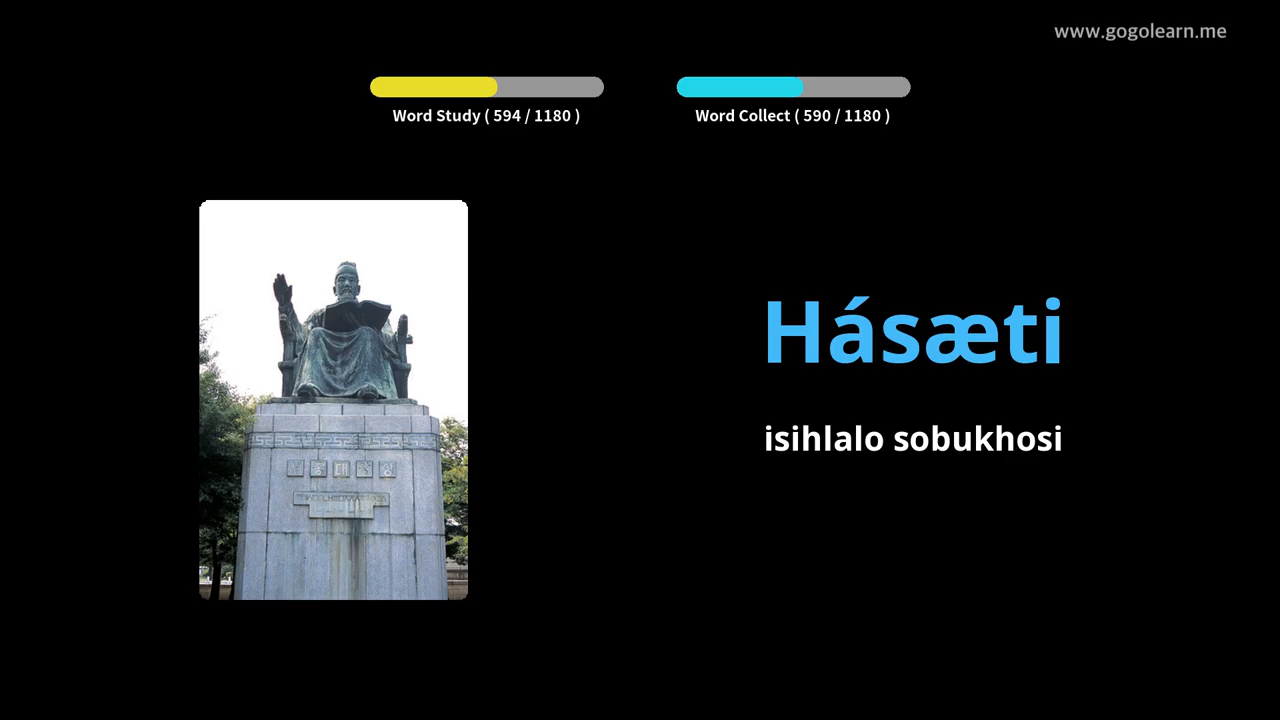 www.gogolearn.me
Word Study ( 594 / 1180 )
Word Collect ( 590 / 1180 )
Hásæti
isihlalo sobukhosi